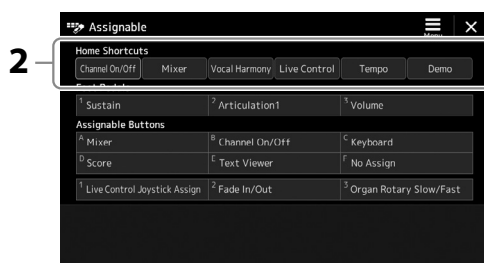 Assignable
Menu
2
Home Shortcuts
Channel On/Off Mixer Vocal Harmony Live Control Tempo Demo
1 Sustain 2 Articulation1 3 Volume
Assignable Buttons
A Mixer B Channel On/Off C Keyboard
D Score E Text Viewer F No Assign
1 Live Control Joystick Assign 2 Fade In/Out 3 Organ Rotary Slow/Fast